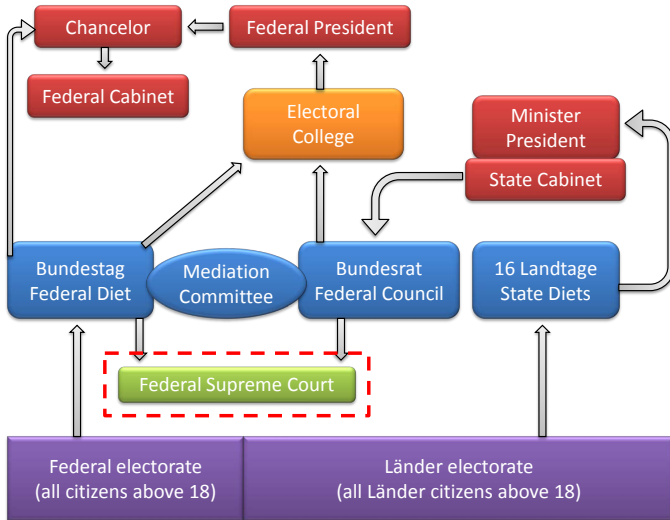 Chancelor
Federal President
Federal Cabinet
Electoral
College
Minister
President
State Cabinet
Bundestag
Federal Diet
Mediation
Committee
Bundesrat
Federal Council
16 Landtage
State Diets
Federal Supreme Court
Federal electorate
(all citizens above 18)
Länder electorate
(all Länder citizens above 18)